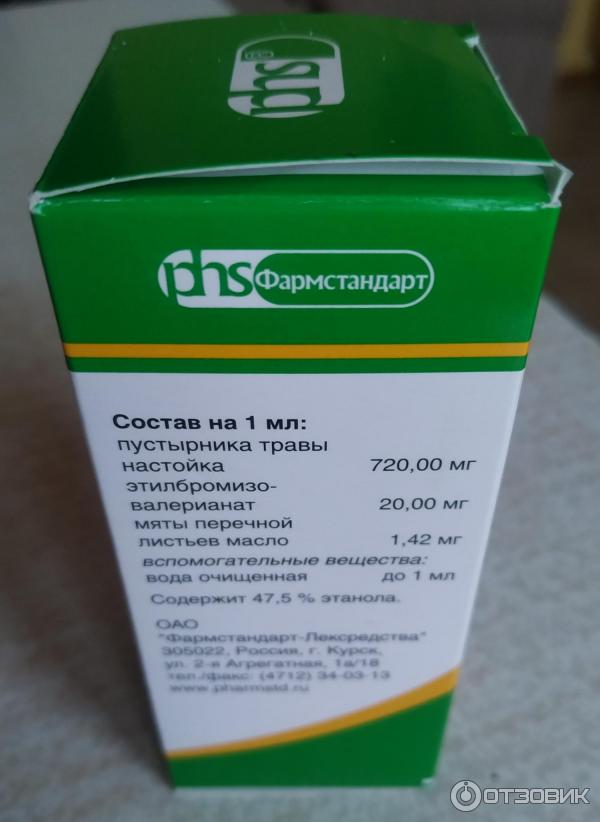 phs
phs Фармстандарт
Состав на 1 мл:
пустырника травы
настойка 720,00 мг
этилбромизо-
валерианат 20,00 мг
мяты перечной
листьев масло 1,42 мг
вспомогательные вещества:
вода очищенная до 1 мл
Содержит 47,5 % этанола.
ОАО
"Фармстандарт-Лексредства"
305022, Россия, г. Курск,
ул. 2-я Агрегатная, 1а/18
тел./факс: (4712) 34-03-13
www.pharmstd.ru
ОТЗОВИК